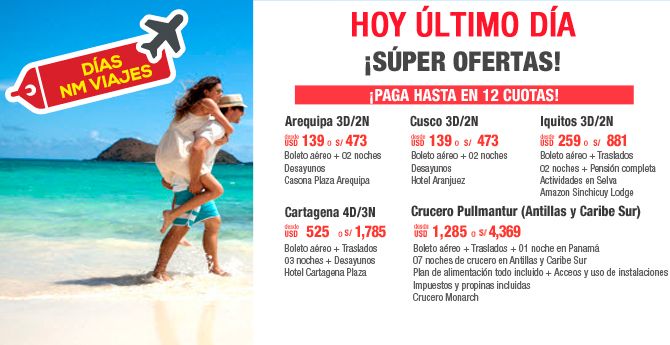 DÍAS
NM VIAJES
HOY ÚLTIMO DÍA
¡SÚPER OFERTAS!
¡PAGA HASTA EN 12 CUOTAS!
Arequipa 3D/2N
desde USD 139 o S/ 473
Boleto aéreo + 02 noches
Desayunos
Casona Plaza Arequipa
Cusco 3D/2N
desde USD 139 o S/ 473
Boleto aéreo + 02 noches
Desayunos
Hotel Aranjuez
Iquitos 3D/2N
desde USD 259 o S/ 881
Boleto aéreo + Traslados
02 noches + Pensión completa
Actividades en Selva
Amazon Sinchicuy Lodge
Cartagena 4D/3N
desde USD 525 o S/ 1,785
Boleto aéreo + Traslados
03 noches + Desayunos
Hotel Cartagena Plaza
Crucero Pullmantur (Antillas y Caribe Sur)
desde USD 1,285 o S/ 4,369
Boleto aéreo + Traslados + 01 noche en Panamá
07 noches de crucero en Antillas y Caribe Sur
Plan de alimentación todo incluido + Acceos y uso de instalaciones
Impuestos y propinas incluidas
Crucero Monarch